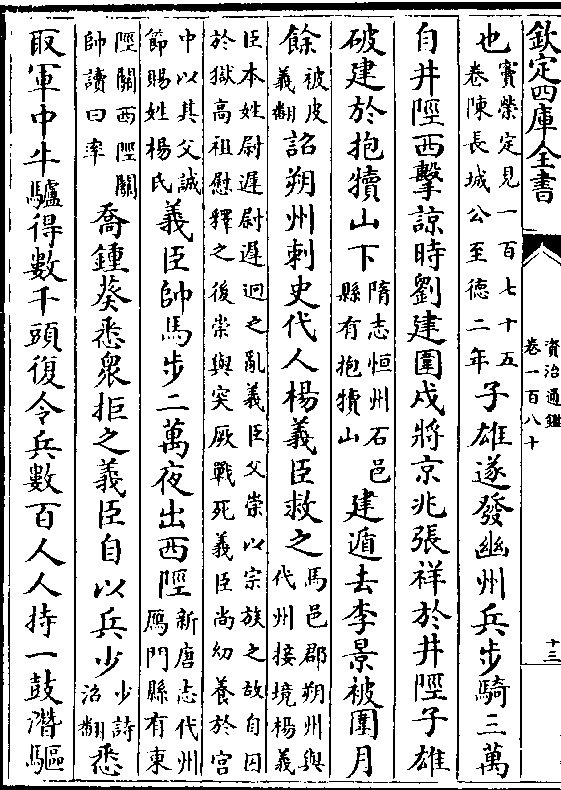 欽定四庫全書
資治通鑑
卷一百八十
十三
也竇榮定見一百七十五卷陳長城公至德二年子雄遂發幽州兵步騎三萬
自井陘西擊諒時劉建圍戍將京兆張祥於井陘子雄
破建於抱犢山下隋志恒州石邑縣有抱犢山建遁去李景被圍月
餘被皮義翻詔朔州刺史代人楊義臣救之馬邑郡朔州與代州接境楊義
臣本姓尉遲尉遲迥之亂義臣父崇以宗族之故自囚於獄高祖慰釋之後崇與突厥戰死義臣尚幼養於宮
中以其父誠節賜姓楊氏義臣帥馬步二萬夜出西陘新唐志代州鴈門縣有東
陘關西陘關帥讀曰率喬鍾葵悉衆拒之義臣自以兵少少詩沼翻悉
取軍中牛驢得數千頭復令兵數百人人持一鼓潛驅